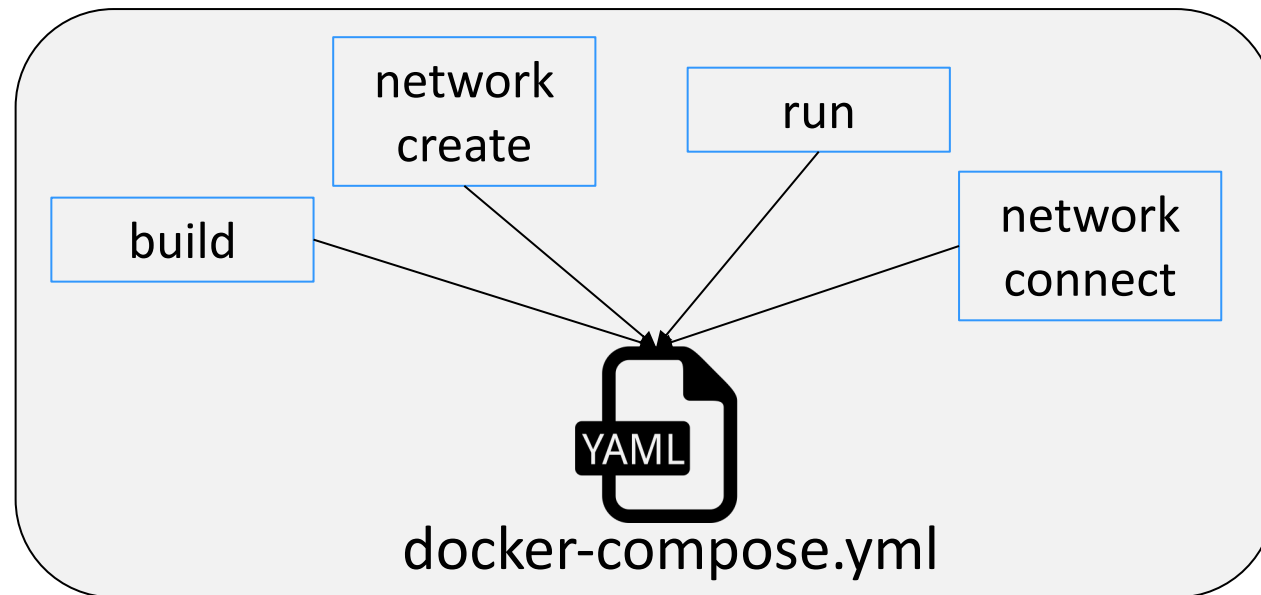 network
create
run
build
network
connect
YAML
docker-compose.yml